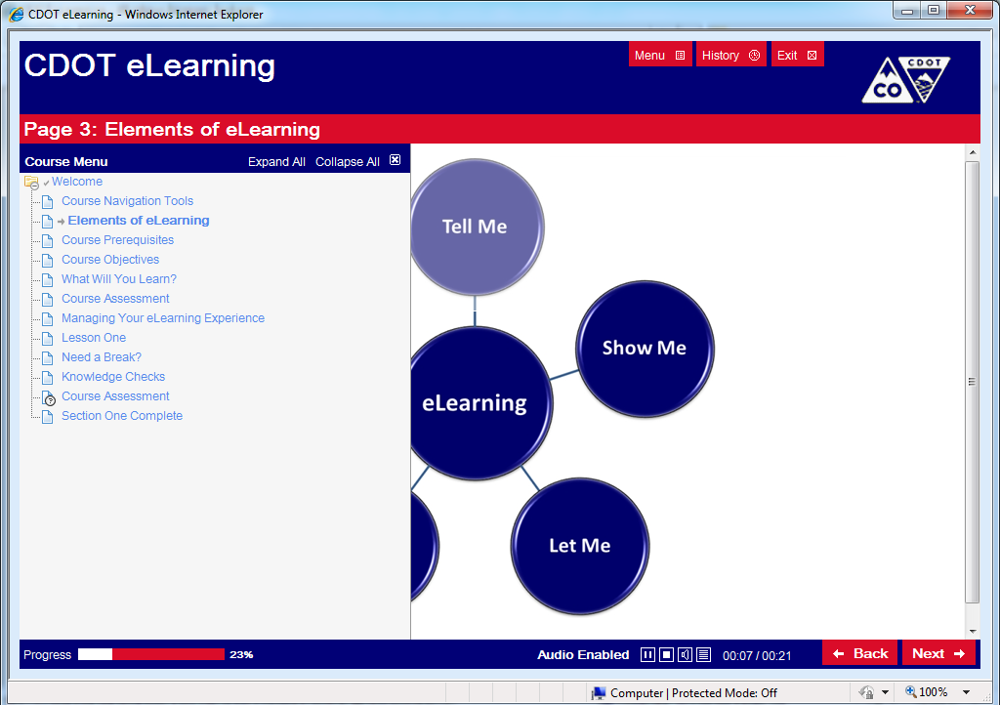 CDOT eLearning - Windows Internet Explorer
CDOT eLearning
Menu
History
Exit
CO
CDOT
Page 3: Elements of eLearning
Course Menu
Expand All
Collapse All
Welcome
Course Navigation Tools
Elements of eLearning
Course Prerequisites
Course Objectives
What Will You Learn?
Course Assessment
Managing Your eLearning Experience
Lesson One
Need a Break?
Knowledge Checks
Course Assessment
Section One Complete
Tell Me
Show Me
eLearning
Let Me
Progress
23%
Audio Enabled
00:07 / 00:21
Back
Next
Computer | Protected Mode: Off
100%